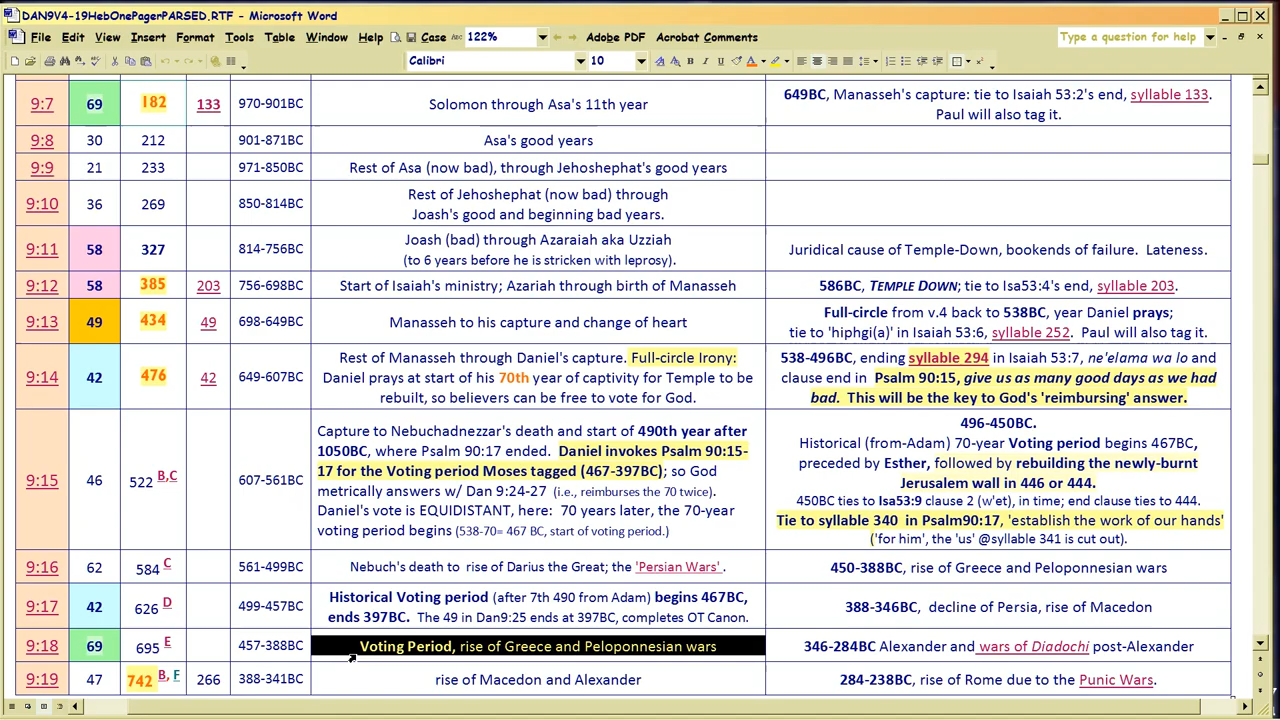 DAN9V4-19HebOnePagerPARSED.RTF - Microsoft Word
File Edit View Insert Format Tools Table Window Help Case 122% Adobe PDF Acrobat Comments Type a question for help
Calibri 10
9:7 69 182 133 970-901BC Solomon through Asa's 11th year 649BC, Manasseh's capture: tie to Isaiah 53:2's end, syllable 133.
Paul will also tag it.
9:8 30 212 901-871BC Asa's good years
9:9 21 233 971-850BC Rest of Asa (now bad), through Jehoshephat's good years
9:10 36 269 850-814BC Rest of Jehoshephat (now bad) through
Joash's good and beginning bad years.
9:11 58 327 814-756BC Joash (bad) through Azaraiah aka Uzziah
(to 6 years before he is stricken with leprosy).
Juridical cause of Temple-Down, bookends of failure. Lateness.
9:12 58 385 203 756-698BC Start of Isaiah's ministry; Azariah through birth of Manasseh 586BC, TEMPLE DOWN; tie to Isa53:4's end, syllable 203.
9:13 49 434 49 698-649BC Manasseh to his capture and change of heart
Full-circle from v.4 back to 538BC, year Daniel prays;
tie to 'hiphgi(a)' in Isaiah 53:6, syllable 252. Paul will also tag it.
9:14 42 476 42 649-607BC
Rest of Manasseh through Daniel's capture. Full-circle Irony:
Daniel prays at start of his 70th year of captivity for Temple to be
rebuilt, so believers can be free to vote for God.
538-496BC, ending syllable 294 in Isaiah 53:7, ne'elama wa lo and
clause end in Psalm 90:15, give us as many good days as we had
bad. This will be the key to God's 'reimbursing' answer.
9:15 46 522 B,C 607-561BC
Capture to Nebuchadnezzar's death and start of 490th year after
1050BC, where Psalm 90:17 ended. Daniel invokes Psalm 90:15-
17 for the Voting period Moses tagged (467-397BC); so God
metrically answers w/ Dan 9:24-27 (i.e., reimburses the 70 twice).
Daniel's vote is EQUIDISTANT, here: 70 years later, the 70-year
voting period begins (538-70= 467 BC, start of voting period.)
496-450BC.
Historical (from-Adam) 70-year Voting period begins 467BC,
preceded by Esther, followed by rebuilding the newly-burnt
Jerusalem wall in 446 or 444.
450BC ties to Isa53:9 clause 2 (w'et), in time; end clause ties to 444.
Tie to syllable 340 in Psalm90:17, 'establish the work of our hands'
('for him', the 'us' @syllable 341 is cut out).
9:16 62 584 C 561-499BC Nebuch's death to rise of Darius the Great; the 'Persian Wars'. 450-388BC, rise of Greece and Peloponnesian wars
9:17 42 626 D 499-457BC Historical Voting period (after 7th 490 from Adam) begins 467BC,
ends 397BC. The 49 in Dan9:25 ends at 397BC, completes OT Canon.
388-346BC, decline of Persia, rise of Macedon
9:18 69 695 E 457-388BC Voting Period, rise of Greece and Peloponnesian wars 346-284BC Alexander and wars of Diadochi post-Alexander
9:19 47 742 B, F 266 388-341BC rise of Macedon and Alexander 284-238BC, rise of Rome due to the Punic Wars.